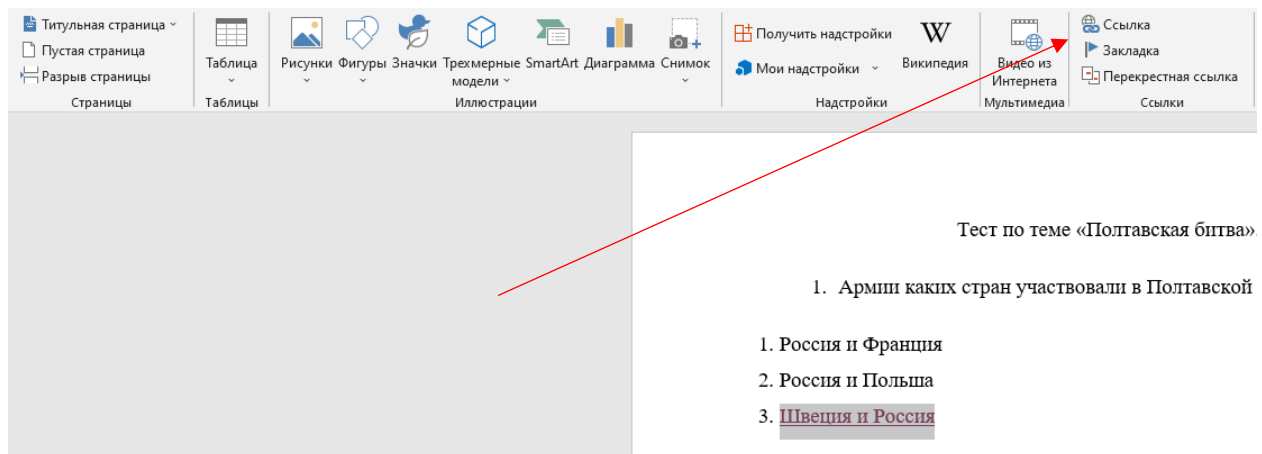 Титульная страница
Пустая страница
Разрыв страницы
Страницы
Таблица
Таблицы
Рисунки Фигуры Значки Трехмерные модели SmartArt Диаграмма Снимок
Иллюстрации
Получить надстройки
Мои надстройки
W
Википедия
Надстройки
Видео из
Интернета
Мультимедиа
Ссылка
Закладка
Перекрестная ссылка
Ссылки
Тест по теме «Полтавская битва».
1. Армии каких стран участвовали в Полтавской
1. Россия и Франция
2. Россия и Польша
3. Швеция и Россия